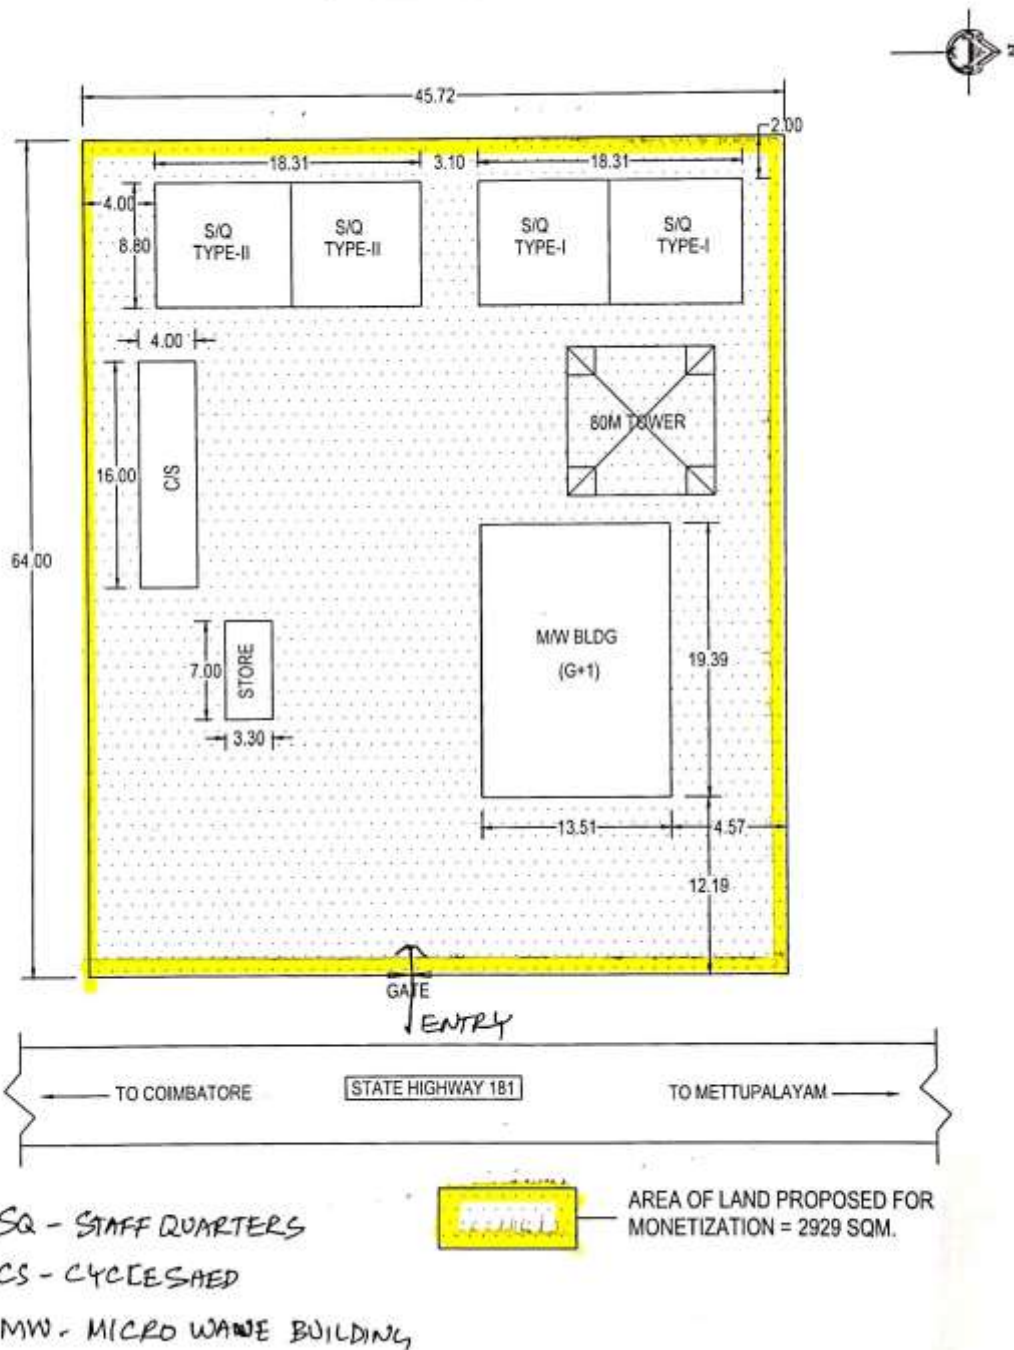 N
45.72
2.00
18.31
3.10
18.31
4.00
8.80
S/Q
TYPE-II
S/Q
TYPE-II
S/Q
TYPE-I
S/Q
TYPE-I
4.00
16.00
C/S
80M TOWER
64.00
7.00
STORE
3.30
M/W BLDG
(G+1)
19.39
13.51
4.57
12.19
GATE
ENTRY
TO COIMBATORE
STATE HIGHWAY 181
TO METTUPALAYAM
AREA OF LAND PROPOSED FOR
MONETIZATION = 2929 SQM.
SQ - STAFF QUARTERS
CS - CYCLESHED
MW - MICRO WAVE BUILDING